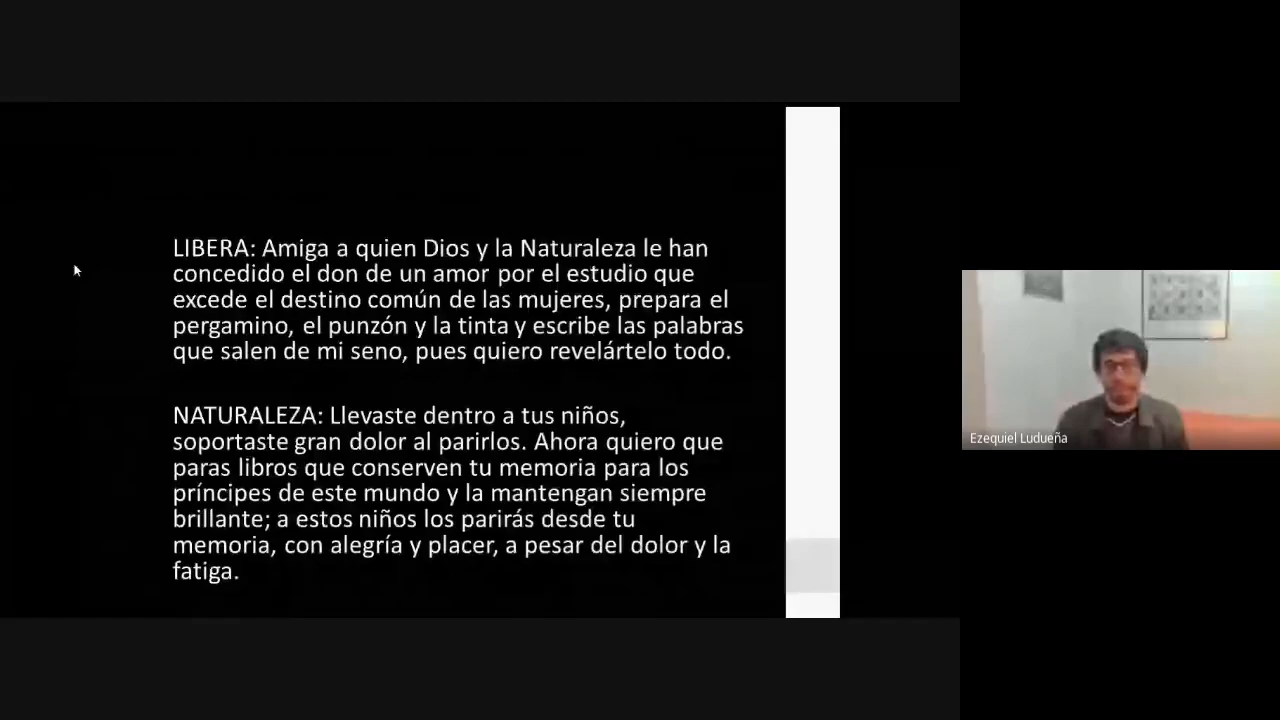 LIBERA: Amiga a quien Dios y la Naturaleza le han
concedido el don de un amor por el estudio que
excede el destino común de las mujeres, prepara el
pergamino, el punzón y la tinta y escribe las palabras
que salen de mi seno, pues quiero revelártelo todo.
NATURALEZA: Llevaste dentro a tus niños,
soportaste gran dolor al parirlos. Ahora quiero que
paras libros que conserven tu memoria para los
príncipes de este mundo y la mantengan siempre
brillante; a estos niños los parirás desde tu
memoria, con alegría y placer, a pesar del dolor y la
fatiga.
Ezequiel Ludueña